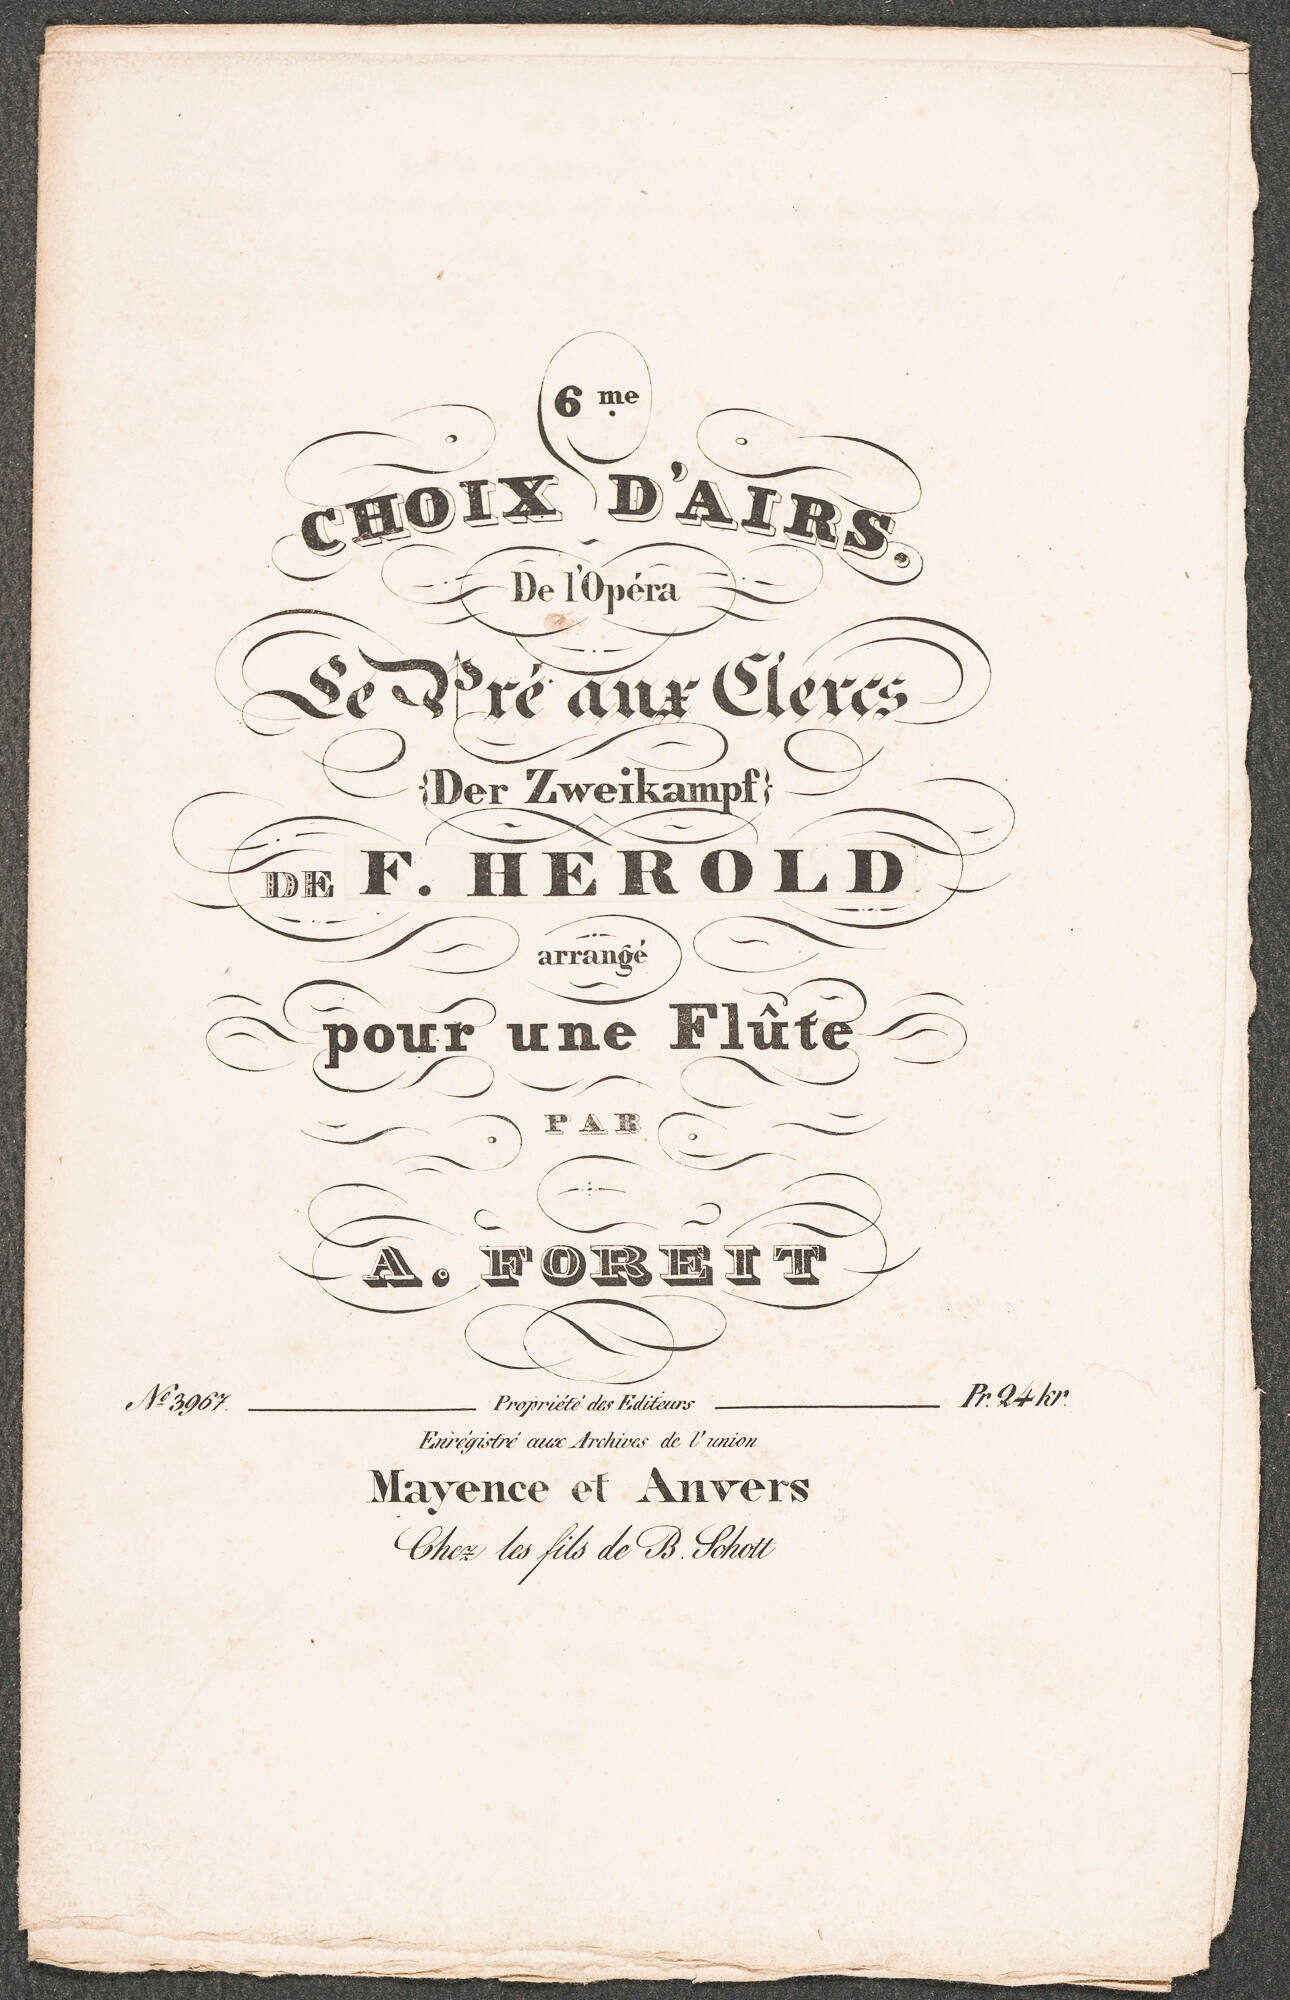 6 me
CHOIX D'AIRS.
De l'Opéra
Le Pré aux Clercs
{Der Zweikampf}
DE F. HEROLD
arrangé
pour une Flûte
PAR
A. FOREIT
No 3967. Propriété des Editeurs Pr. 24 kr.
Enrégistré aux Archives de l'union
Mayence et Anvers
Chez les fils de B. Schott